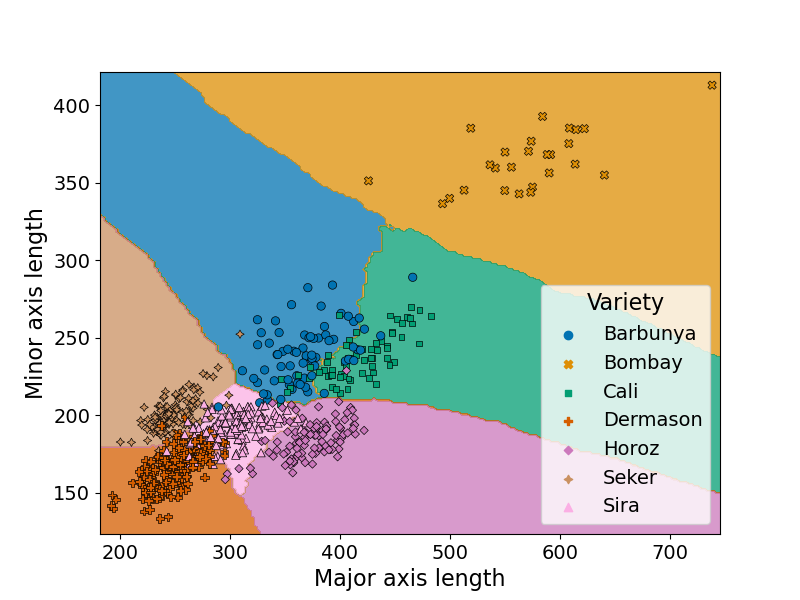 400
350
300
250
200
150
Minor axis length
200
300
400
500
600
700
Major axis length
Variety
Barbunya
Bombay
Cali
Dermason
Horoz
Seker
Sira